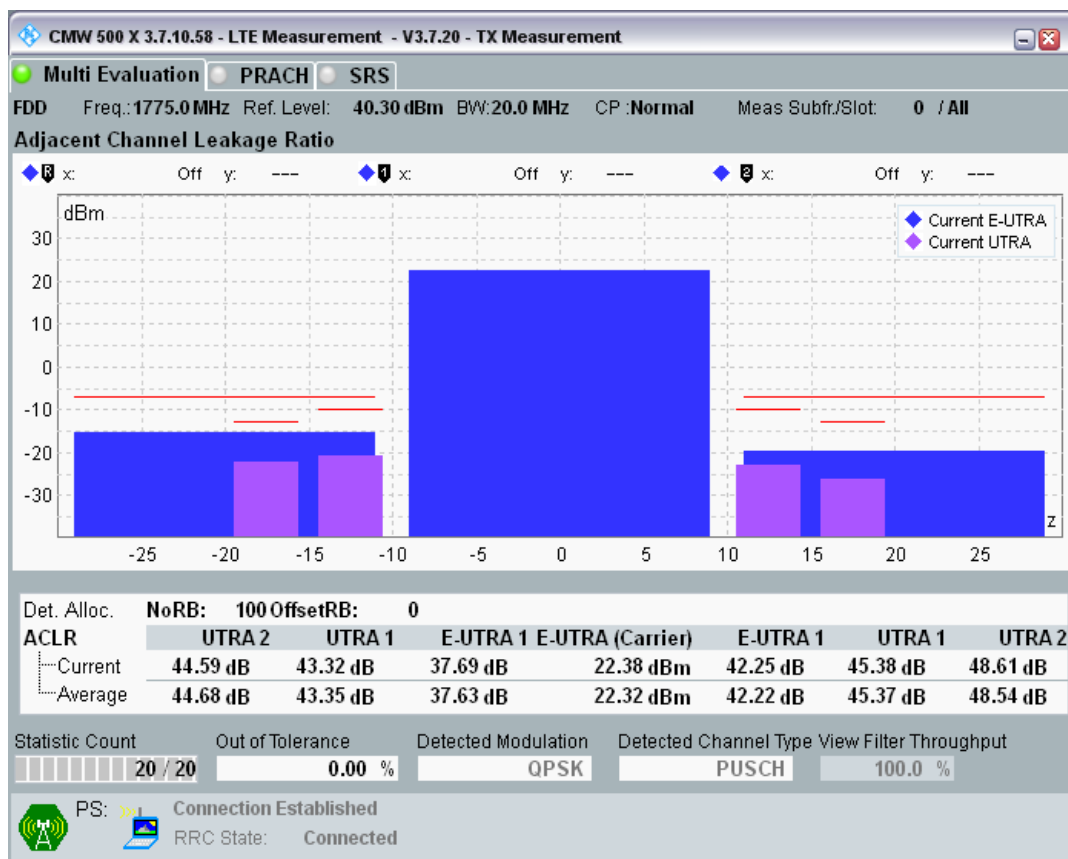 CMW 500 X 3.7.10.58 - LTE Measurement - V3.7.20 - TX Measurement
Multi Evaluation PRACH SRS
FDD Freq.: 1775.0 MHz Ref. Level: 40.30 dBm BW: 20.0 MHz CP : Normal Meas Subfr./Slot: 0 / All
Adjacent Channel Leakage Ratio
R x: Off y: --- 1 x: Off y: --- 2 x: Off y: ---
dBm
Current E-UTRA
Current UTRA
30
20
10
0
-10
-20
-30
z
-25 -20 -15 -10 -5 0 5 10 15 20 25
Det. Alloc. NoRB: 100 OffsetRB: 0
ACLR UTRA 2 UTRA 1 E-UTRA 1 E-UTRA (Carrier) E-UTRA 1 UTRA 1 UTRA 2
Current 44.59 dB 43.32 dB 37.69 dB 22.38 dBm 42.25 dB 45.38 dB 48.61 dB
Average 44.68 dB 43.35 dB 37.63 dB 22.32 dBm 42.22 dB 45.37 dB 48.54 dB
Statistic Count Out of Tolerance Detected Modulation Detected Channel Type View Filter Throughput
20 / 20 0.00 % QPSK PUSCH 100.0 %
PS: Connection Established
RRC State: Connected